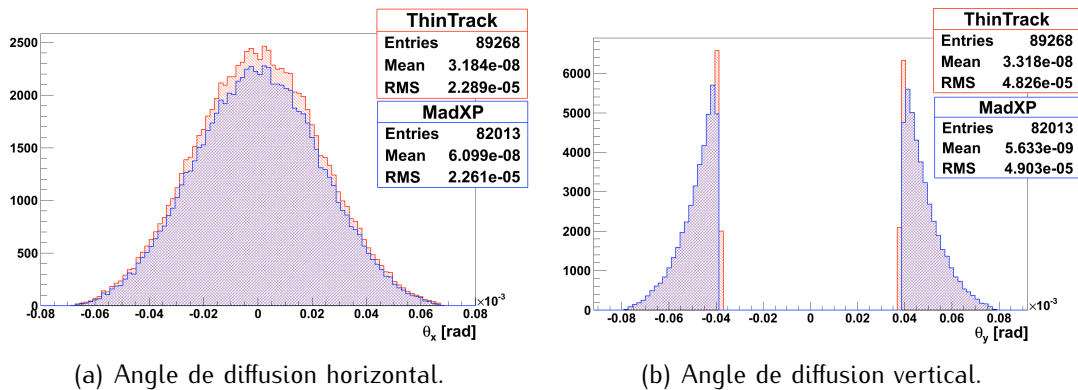 ThinTrack
Entries 89268
Mean 3.184e-08
RMS 2.289e-05
MadXP
Entries 82013
Mean 6.099e-08
RMS 2.261e-05
2500
2000
1500
1000
500
0
-0.08 -0.06 -0.04 -0.02 0 0.02 0.04 0.06 0.08
×10⁻³
θx [rad]
(a) Angle de diffusion horizontal.
ThinTrack
Entries 89268
Mean 3.318e-08
RMS 4.826e-05
MadXP
Entries 82013
Mean 5.633e-09
RMS 4.903e-05
6000
5000
4000
3000
2000
1000
0
-0.08 -0.06 -0.04 -0.02 0.00 0.02 0.04 0.06 0.08
×10⁻³
θy [rad]
(b) Angle de diffusion vertical.